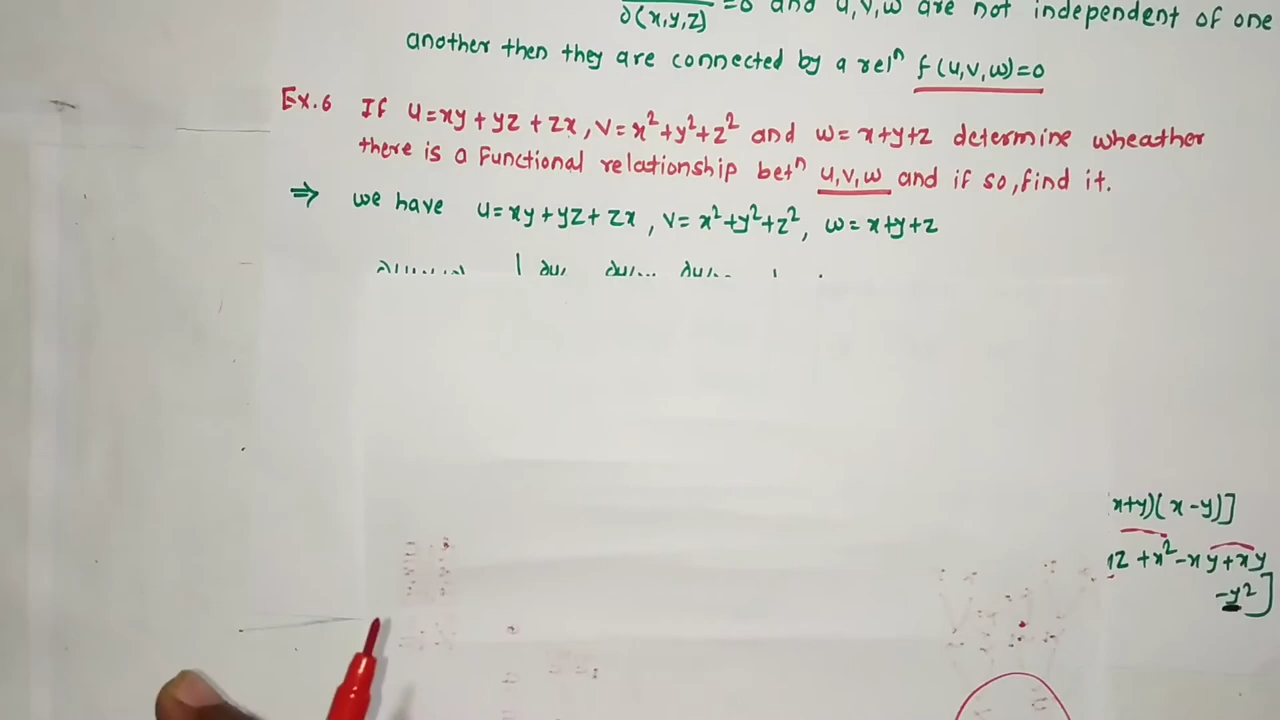 ∂(x,y,z) =0 and u,v,w are not independent of one
another then they are connected by a relⁿ f(u,v,w)=0
Ex.6 If u=xy+yz+zx, v=x²+y²+z² and w=x+y+z determine wheather
there is a Functional relationship betⁿ u,v,w and if so, find it.
⇒ we have u=xy+yz+zx, v=x²+y²+z², w=x+y+z
x+y)(x-y)]
z+x²-xy+xy
-y²]